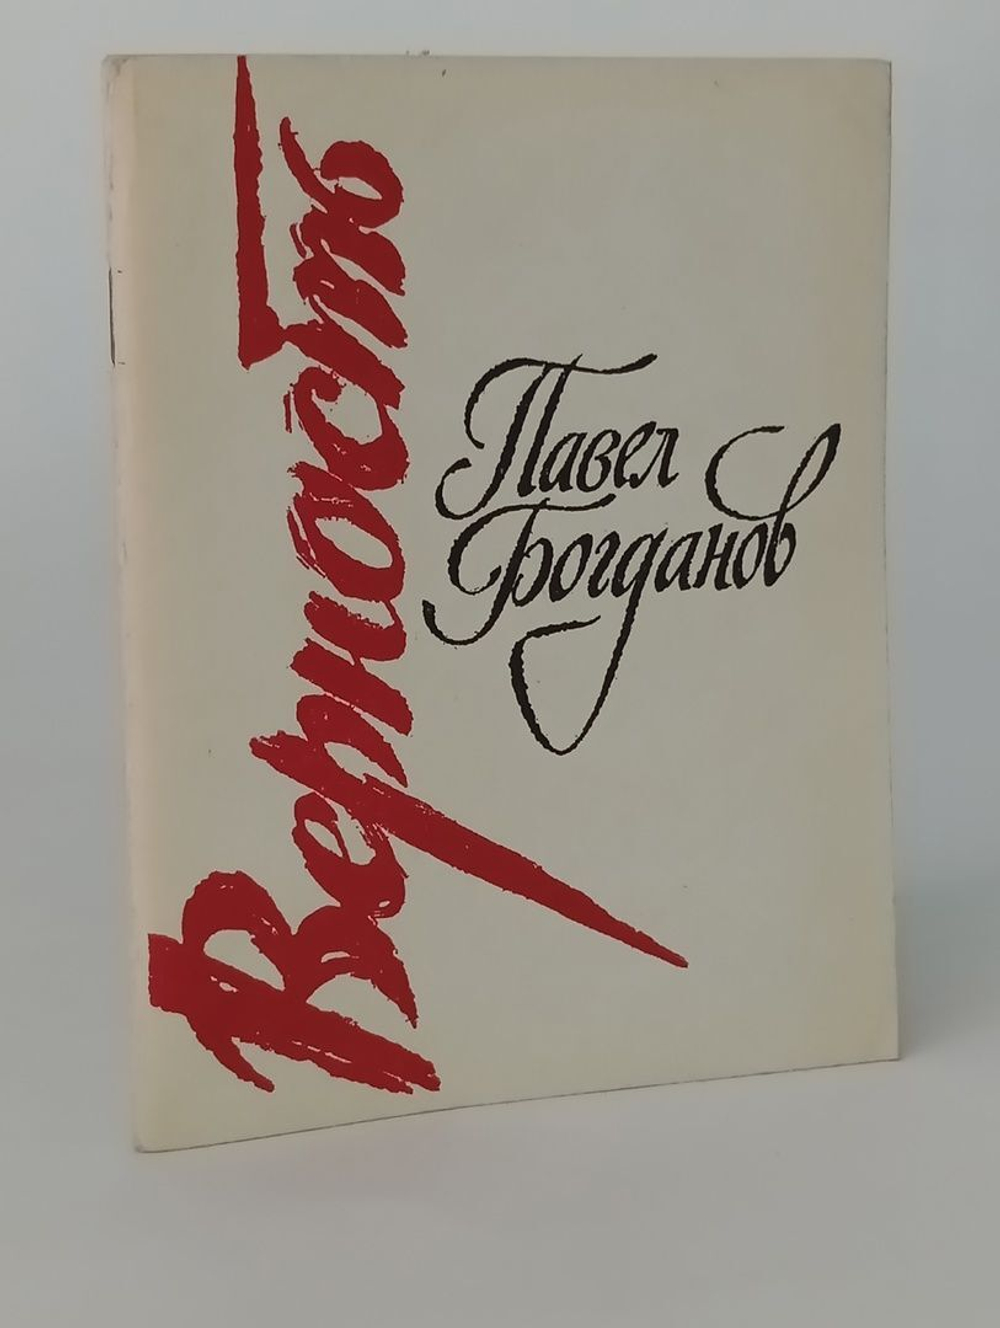 Верность
Павел
Богданов